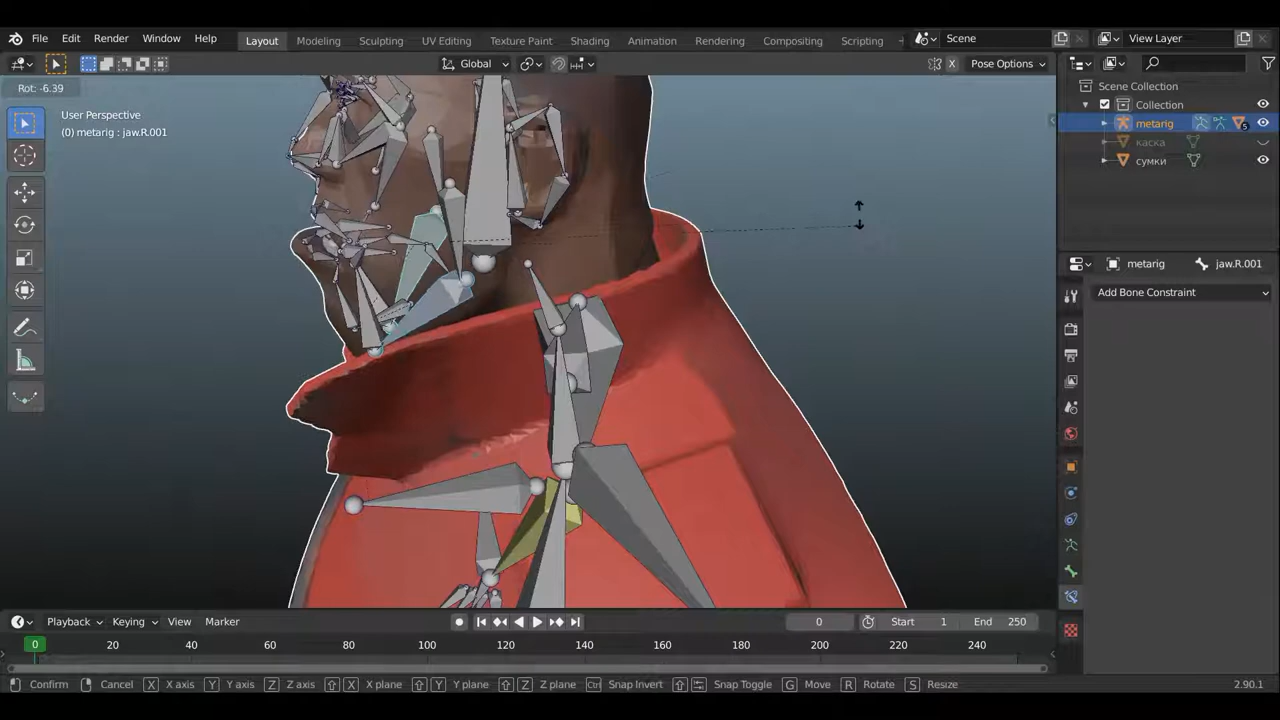 File Edit Render Window Help
Layout Modeling Sculpting UV Editing Texture Paint Shading Animation Rendering Compositing Scripting
Scene View Layer
Global X Pose Options
Rot: -6.39
User Perspective
(0) metarig : jaw.R.001
Scene Collection
Collection
metarig 5
каска
сумки
metarig jaw.R.001
Add Bone Constraint
Playback Keying View Marker 0 Start 1 End 250
0 20 40 60 80 100 120 140 160 180 200 220 240
Confirm Cancel X X axis Y Y axis Z Z axis X X plane Y Y plane Z Z plane Ctrl Snap Invert Snap Toggle G Move R Rotate S Resize 2.90.1